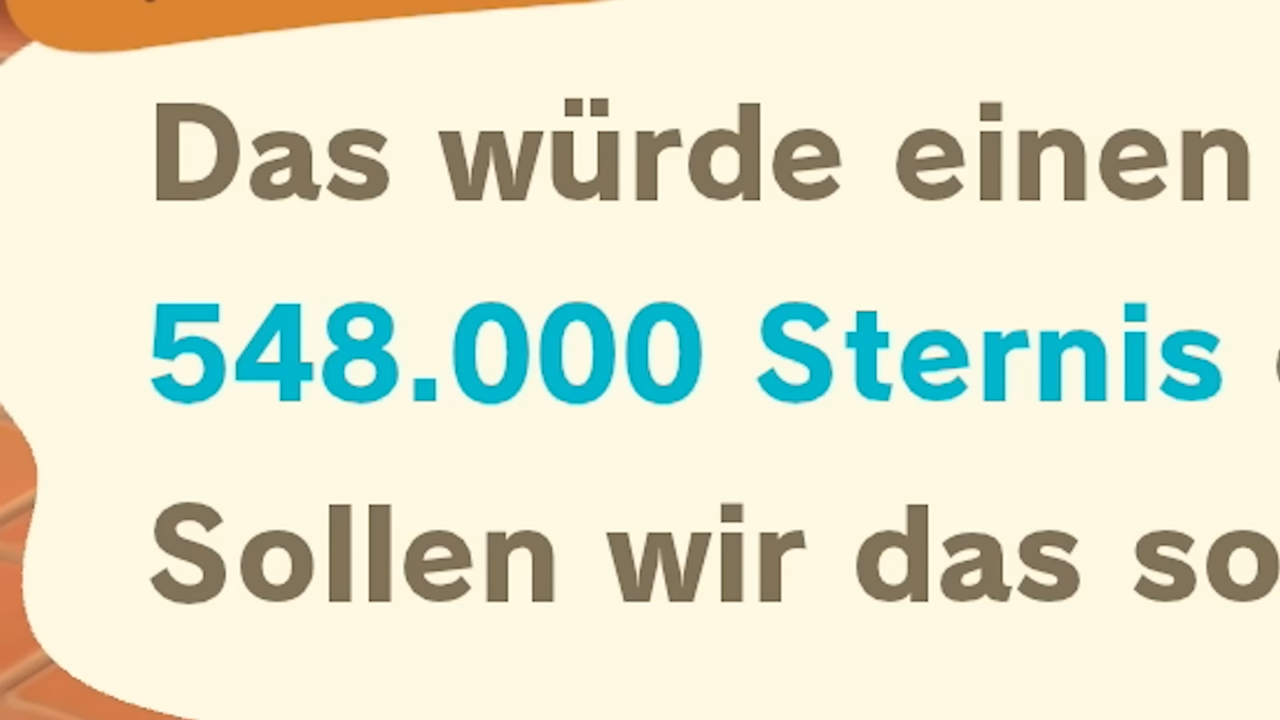 Das würde einen
548.000 Sternis
Sollen wir das so